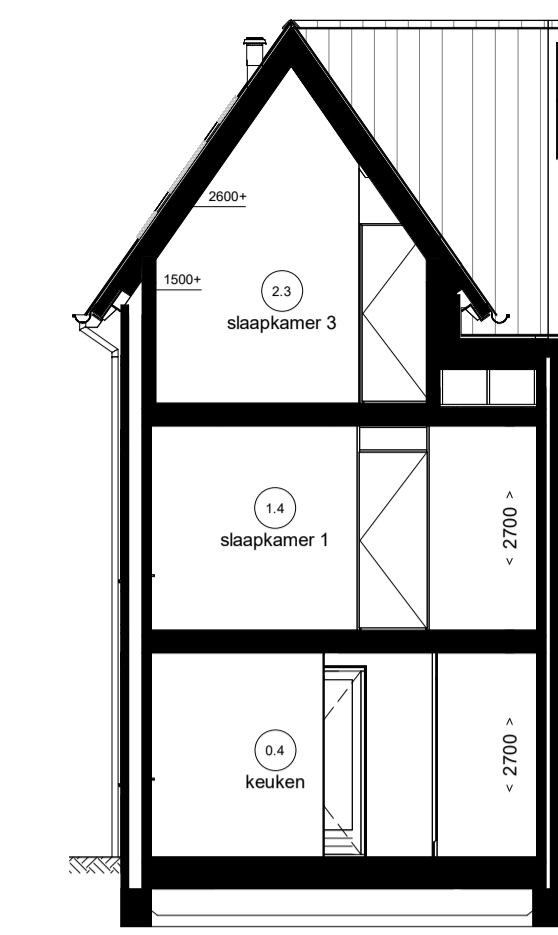 2600+
1500+
2.3
slaapkamer 3
1.4
slaapkamer 1
< 2700 >
0.4
keuken
< 2700 >